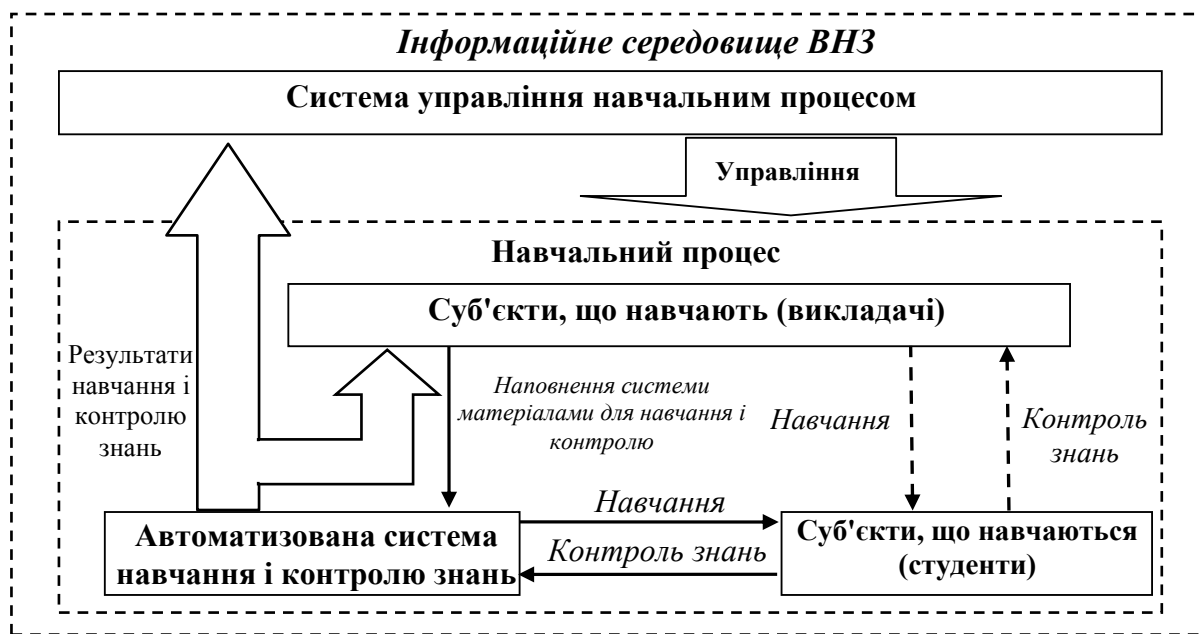 Інформаційне середовище ВНЗ
Система управління навчальним процесом
Управління
Навчальний процес
Суб'єкти, що навчають (викладачі)
Результати
навчання і
контролю
знань
Наповнення системи
матеріалами для навчання і
контролю
Навчання
Контроль
знань
Автоматизована система
навчання і контролю знань
Навчання
Контроль знань
Суб'єкти, що навчаються
(студенти)